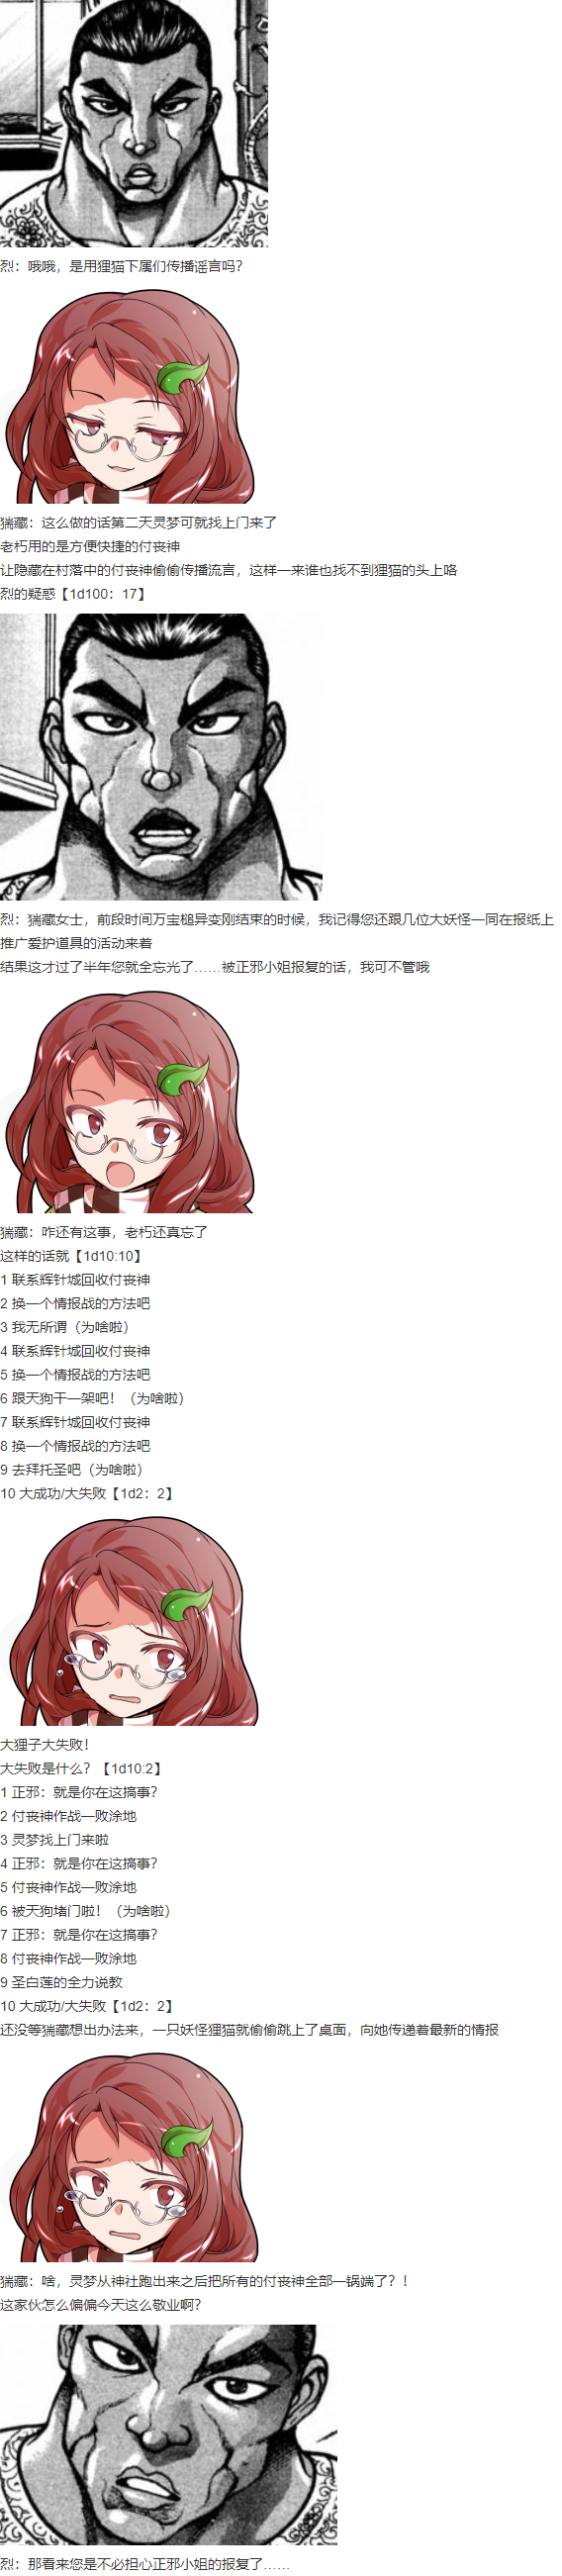 烈：哦哦，是用狸猫下属们传播谣言吗？
猯藏：这么做的话第二天灵梦可就找上门来了
老朽用的是方便快捷的付丧神
让隐藏在村落中的付丧神偷偷传播流言，这样一来谁也找不到狸猫的头上咯
烈的疑惑【1d100：17】
烈：猯藏女士，前段时间万宝槌异变刚结束的时候，我记得您还跟几位大妖怪一同在报纸上
推广爱护道具的活动来着
结果这才过了半年您就全忘光了……被正邪小姐报复的话，我可不管哦
猯藏：咋还有这事，老朽还真忘了
这样的话就【1d10:10】
1 联系辉针城回收付丧神
2 换一个情报战的方法吧
3 我无所谓（为啥啦）
4 联系辉针城回收付丧神
5 换一个情报战的方法吧
6 跟天狗干一架吧！（为啥啦）
7 联系辉针城回收付丧神
8 换一个情报战的方法吧
9 去拜托圣吧（为啥啦）
10 大成功/大失败【1d2：2】
大狸子大失败！
大失败是什么？【1d10:2】
1 正邪：就是你在这搞事？
2 付丧神作战一败涂地
3 灵梦找上门来啦
4 正邪：就是你在这搞事？
5 付丧神作战一败涂地
6 被天狗堵门啦！（为啥啦）
7 正邪：就是你在这搞事？
8 付丧神作战一败涂地
9 圣白莲的全力说教
10 大成功/大失败【1d2：2】
还没等猯藏想出办法来，一只妖怪狸猫就偷偷跳上了桌面，向她传递着最新的情报
猯藏：啥，灵梦从神社跑出来之后把所有的付丧神全部一锅端了？！
这家伙怎么偏偏今天这么敬业啊？
烈：那看来您是不必担心正邪小姐的报复了……